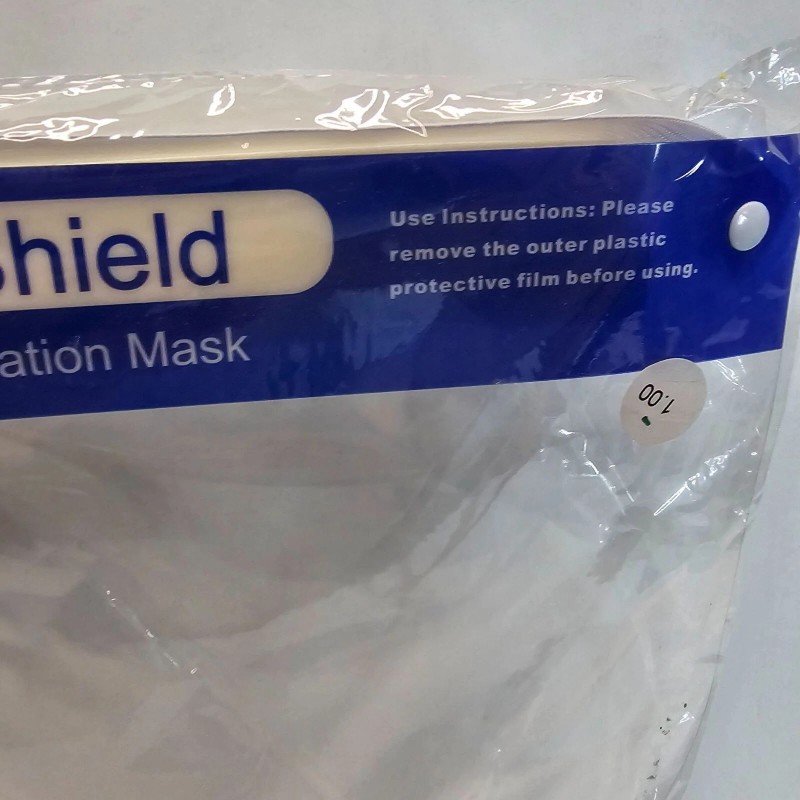 Shield
ation Mask
Use Instructions: Please
remove the outer plastic
protective film before using.
1.00